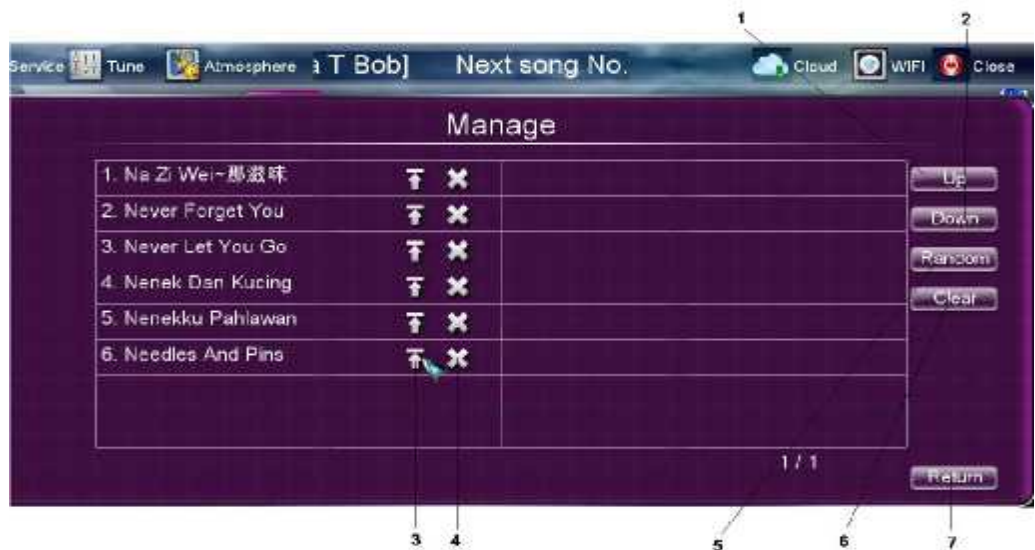 1 2
Service Tune Atmosphere a T Bob] Next song No. Cloud WIFI Close
Manage
1. Na Zi Wei~那滋味
2. Never Forget You
3. Never Let You Go
4. Nenek Dan Kucing
5. Nenekku Pahlawan
6. Needles And Pins
Up
Down
Random
Clear
1 / 1
Return
3 4 5 6 7